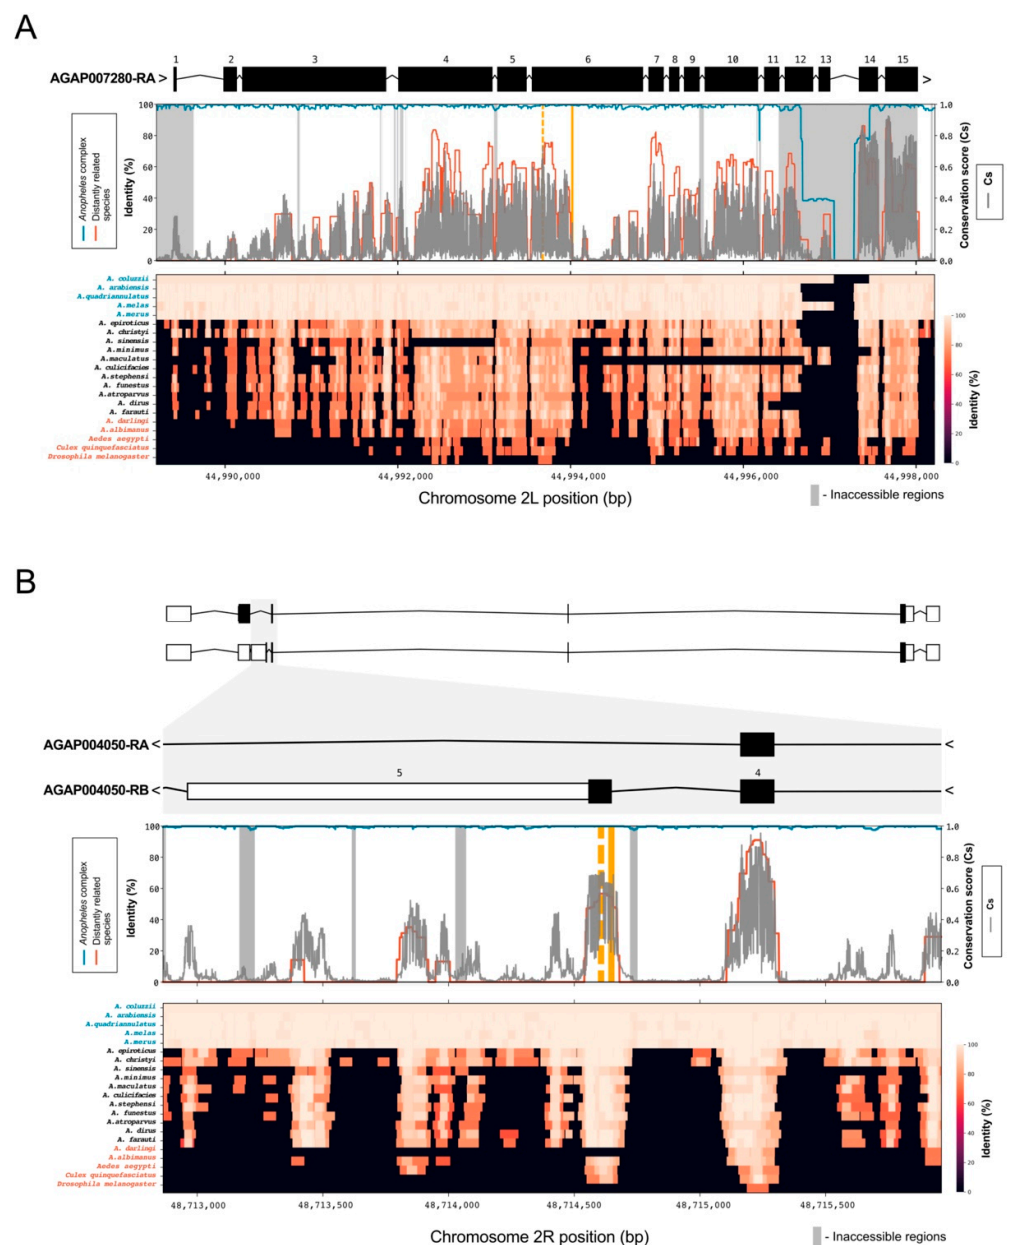 A
1 2 3 4 5 6 7 8 9 10 11 12 13 14 15
AGAP007280-RA > >
100 80 60 40 20 0
Identity (%)
1.0 0.8 0.6 0.4 0.2 0.0
Conservation score (Cs)
Anopheles complex
Distantly related species
Cs
A. coluzzii
A. arabiensis
A.quadriannulatus
A.melas
A.merus
A. epiroticus
A. christyi
A. sinensis
A.minimus
A.maculatus
A. culicifacies
A.stephensi
A. funestus
A.atroparvus
A. dirus
A. farauti
A. darlingi
A.albimanus
Aedes aegypti
Culex quinquefasciatus
Drosophila melanogaster
100 80 60 40 20 0
Identity (%)
44,990,000 44,992,000 44,994,000 44,996,000 44,998,000
Chromosome 2L position (bp)
- Inaccessible regions
B
AGAP004050-RA < <
5 4
AGAP004050-RB < <
100 80 60 40 20 0
Identity (%)
1.0 0.8 0.6 0.4 0.2 0.0
Conservation score (Cs)
Anopheles complex
Distantly related species
Cs
A. coluzzii
A. arabiensis
A.quadriannulatus
A.melas
A.merus
A. epiroticus
A. christyi
A. sinensis
A.minimus
A.maculatus
A. culicifacies
A.stephensi
A. funestus
A.atroparvus
A. dirus
A. farauti
A. darlingi
A.albimanus
Aedes aegypti
Culex quinquefasciatus
Drosophila melanogaster
100 80 60 40 20 0
Identity (%)
48,713,000 48,713,500 48,714,000 48,714,500 48,715,000 48,715,500
Chromosome 2R position (bp)
- Inaccessible regions